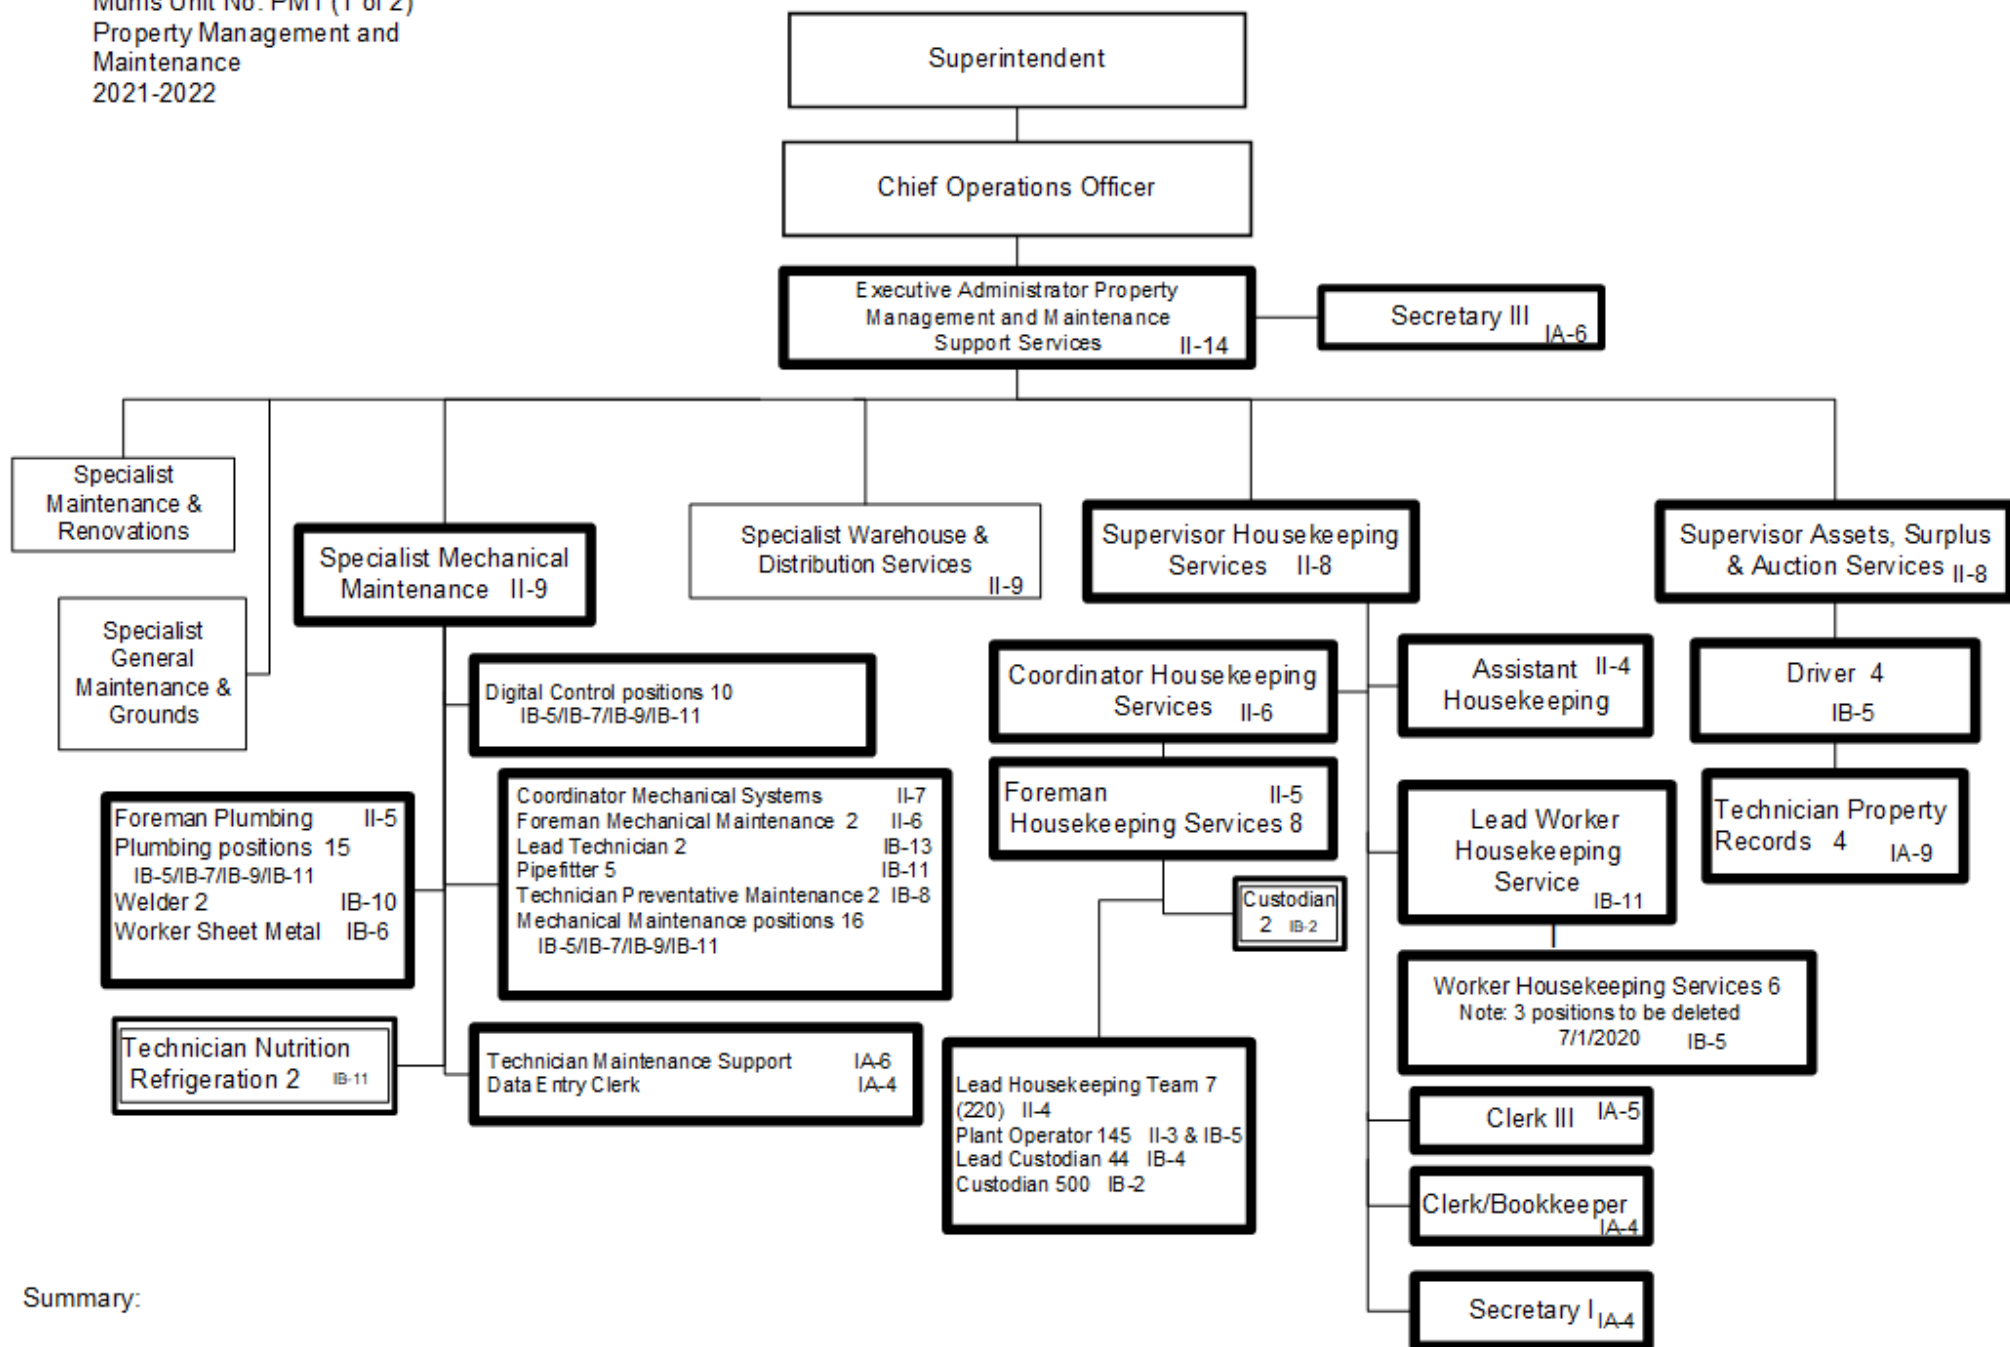 Munis Unit No. PM1 (1 of 2)
Property Management and
Maintenance
2021-2022
Superintendent
Chief Operations Officer
Executive Administrator Property
Management and Maintenance
Support Services II-14
Secretary III
IA-6
Specialist
Maintenance &
Renovations
Specialist
General
Maintenance &
Grounds
Specialist Mechanical
Maintenance II-9
Specialist Warehouse &
Distribution Services
II-9
Supervisor Housekeeping
Services II-8
Supervisor Assets, Surplus
& Auction Services II-8
Digital Control positions 10
IB-5/IB-7/IB-9/IB-11
Foreman Plumbing II-5
Plumbing positions 15
IB-5/IB-7/IB-9/IB-11
Welder 2 IB-10
Worker Sheet Metal IB-6
Coordinator Mechanical Systems II-7
Foreman Mechanical Maintenance 2 II-6
Lead Technician 2 IB-13
Pipefitter 5 IB-11
Technician Preventative Maintenance 2 IB-8
Mechanical Maintenance positions 16
IB-5/IB-7/IB-9/IB-11
Technician Nutrition
Refrigeration 2 IB-11
Technician Maintenance Support IA-6
Data Entry Clerk IA-4
Coordinator Housekeeping
Services II-6
Foreman II-5
Housekeeping Services 8
Custodian
2 IB-2
Lead Housekeeping Team 7
(220) II-4
Plant Operator 145 II-3 & IB-5
Lead Custodian 44 IB-4
Custodian 500 IB-2
Assistant II-4
Housekeeping
Lead Worker
Housekeeping
Service
IB-11
Worker Housekeeping Services 6
Note: 3 positions to be deleted
7/1/2020 IB-5
Clerk III IA-5
Clerk/Bookkeeper
IA-4
Secretary I IA-4
Driver 4
IB-5
Technician Property
Records 4 IA-9
Summary: